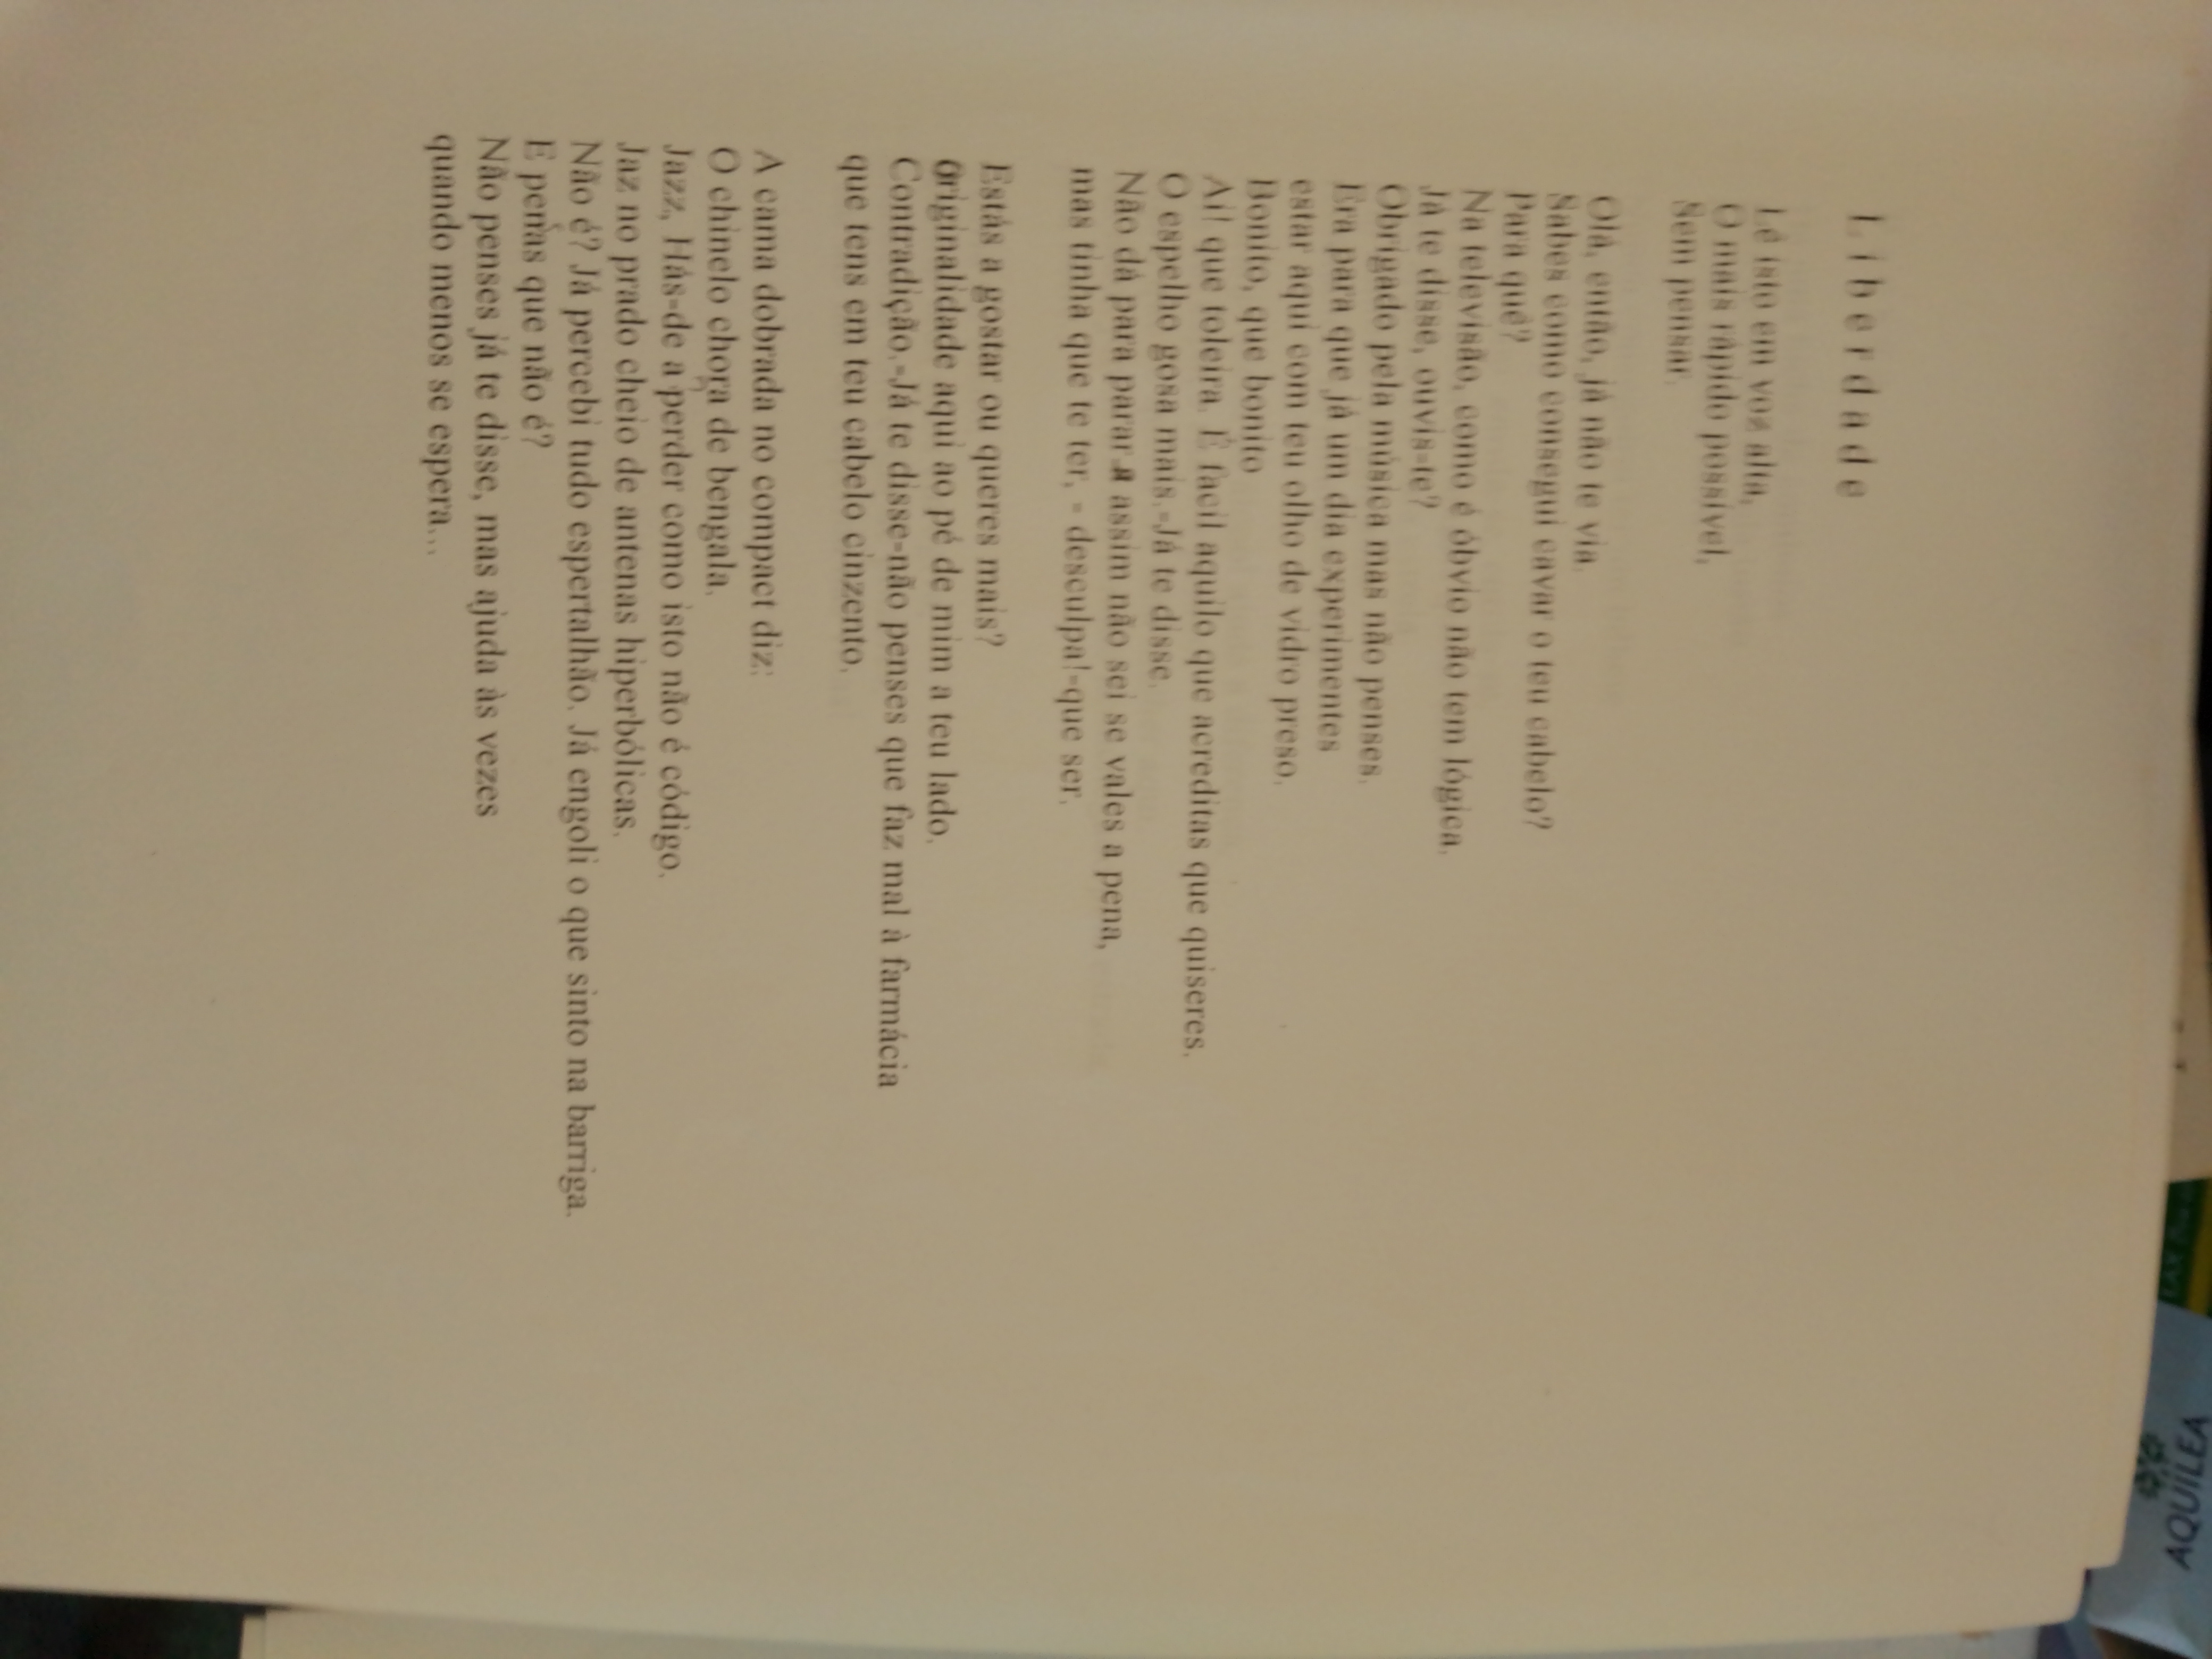 Liberdade
Lê isto em voz alta,
O mais rápido possível,
Sem pensar.
Olá, então, já não te via.
Sabes como consegui cavar o teu cabelo?
Para quê?
Na televisão, como é óbvio não tem lógica.
Já te disse, ouvis-te?
Obrigado pela música mas não penses.
Era para que já um dia experimentes
estar aqui com teu olho de vidro preso.
Bonito, que bonito
Ai! que toleira. É facil aquilo que acreditas que quiseres.
O espelho gosa mais.-Já te disse.
Não dá para parar a assim não sei se vales a pena,
mas tinha que te ter, - desculpa!-que ser.
Estás a gostar ou queres mais?
originalidade aqui ao pé de mim a teu lado.
Contradição.-Já te disse-não penses que faz mal à farmácia
que tens em teu cabelo cinzento.
A cama dobrada no compact diz:
O chinelo chora de bengala.
Jazz, Hás-de a perder como isto não é código.
Jaz no prado cheio de antenas hiperbólicas.
Não é? Já percebi tudo espertalhão. Já engoli o que sinto na barriga.
E penas que não é?
Não penses já te disse, mas ajuda às vezes
quando menos se espera...
AQUILEA